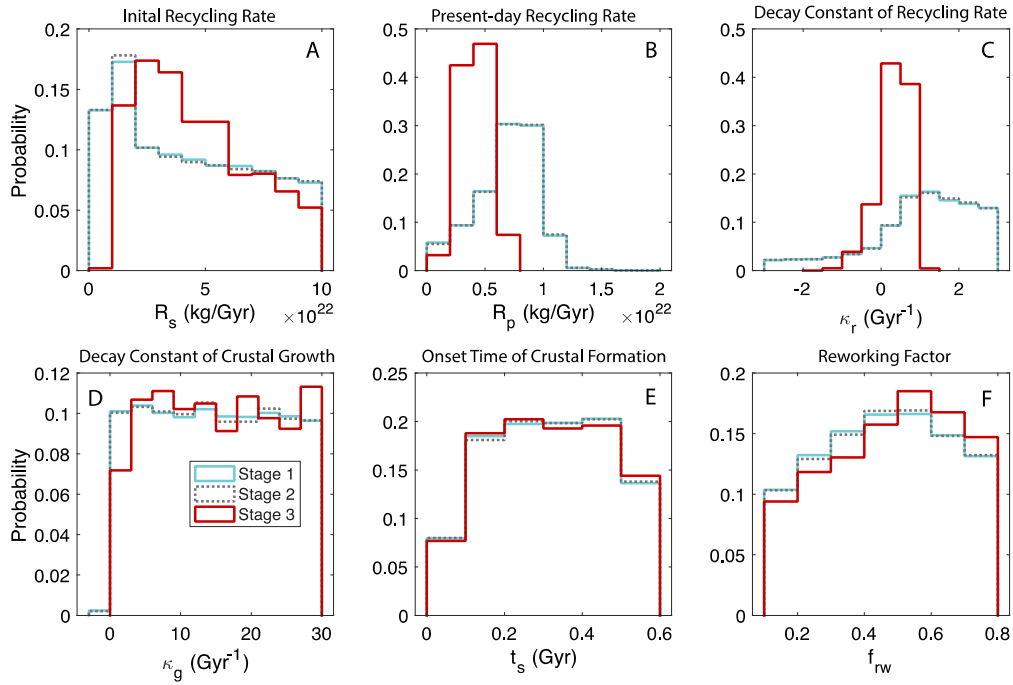 Inital Recycling Rate
A
0.2
0.15
0.1
0.05
0
Probability
0
5
10
R_s (kg/Gyr)
×10^22
Present-day Recycling Rate
B
0.5
0.4
0.3
0.2
0.1
0
0
0.5
1.0
1.5
2.0
R_p (kg/Gyr)
×10^22
Decay Constant of Recycling Rate
C
0.5
0.4
0.3
0.2
0.1
0
-2
0
2
κ_r (Gyr^-1)
Decay Constant of Crustal Growth
D
0.12
0.1
0.08
0.06
0.04
0.02
0
Probability
Stage 1
Stage 2
Stage 3
0
10
20
30
κ_g (Gyr^-1)
Onset Time of Crustal Formation
E
0.25
0.2
0.15
0.1
0.05
0
0
0.2
0.4
0.6
t_s (Gyr)
Reworking Factor
F
0.2
0.15
0.1
0.05
0
0.2
0.4
0.6
0.8
f_rw